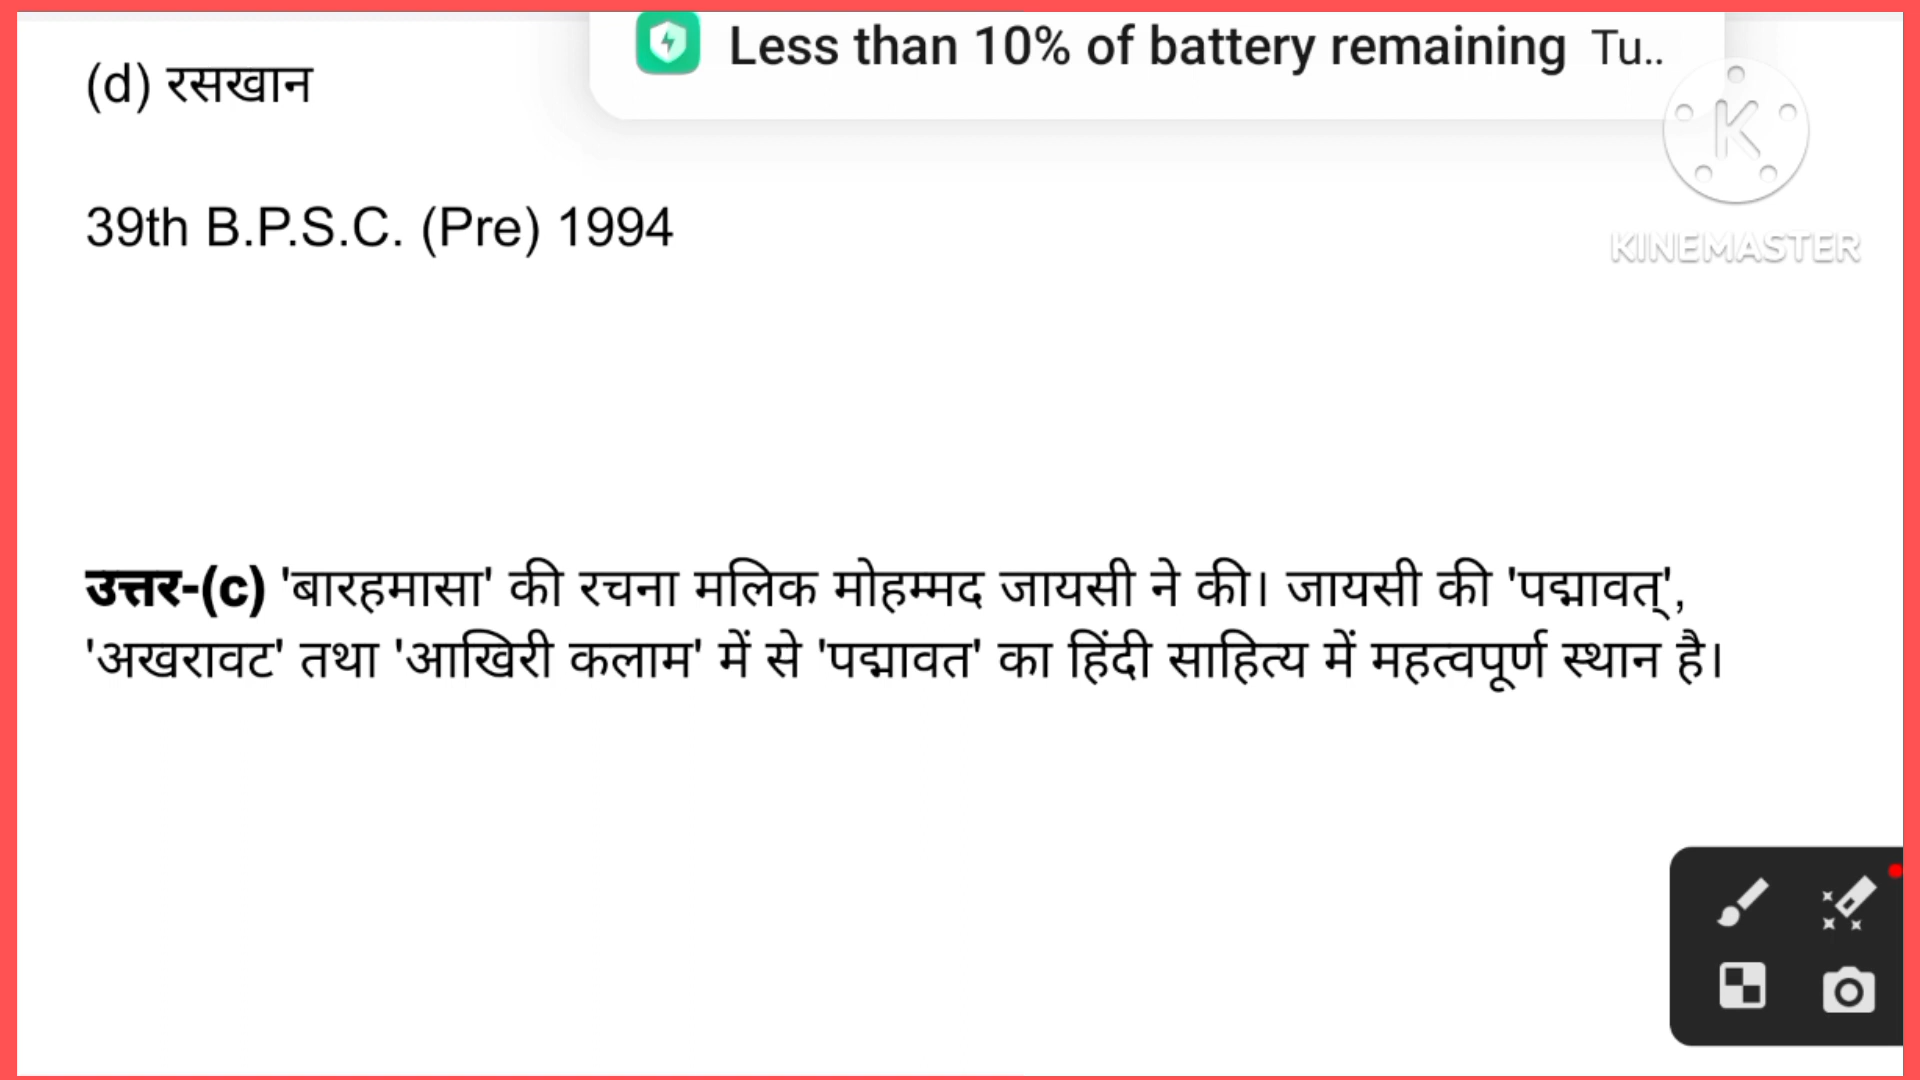 Less than 10% of battery remaining Tu..
(d) रसखान
39th B.P.S.C. (Pre) 1994
KINEMASTER
उत्तर-(c) 'बारहमासा' की रचना मलिक मोहम्मद जायसी ने की। जायसी की 'पद्मावत्',
'अखरावट' तथा 'आखिरी कलाम' में से 'पद्मावत' का हिंदी साहित्य में महत्वपूर्ण स्थान है।